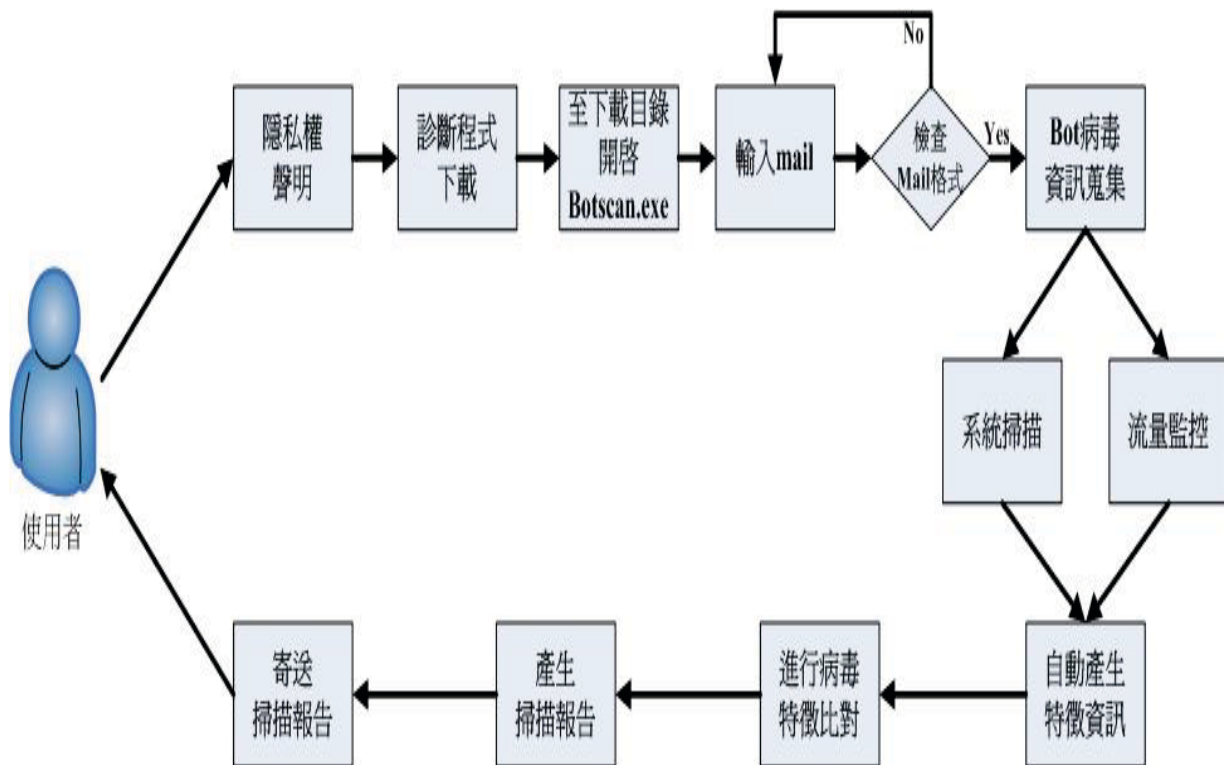 隱私權
聲明
診斷程式
下載
至下載目錄
開啓
Botscan.exe
輸入mail
No
檢查
Mail格式
Yes
Bot病毒
資訊蒐集
系統掃描
流量監控
使用者
寄送
掃描報告
產生
掃描報告
進行病毒
特徵比對
自動產生
特徵資訊